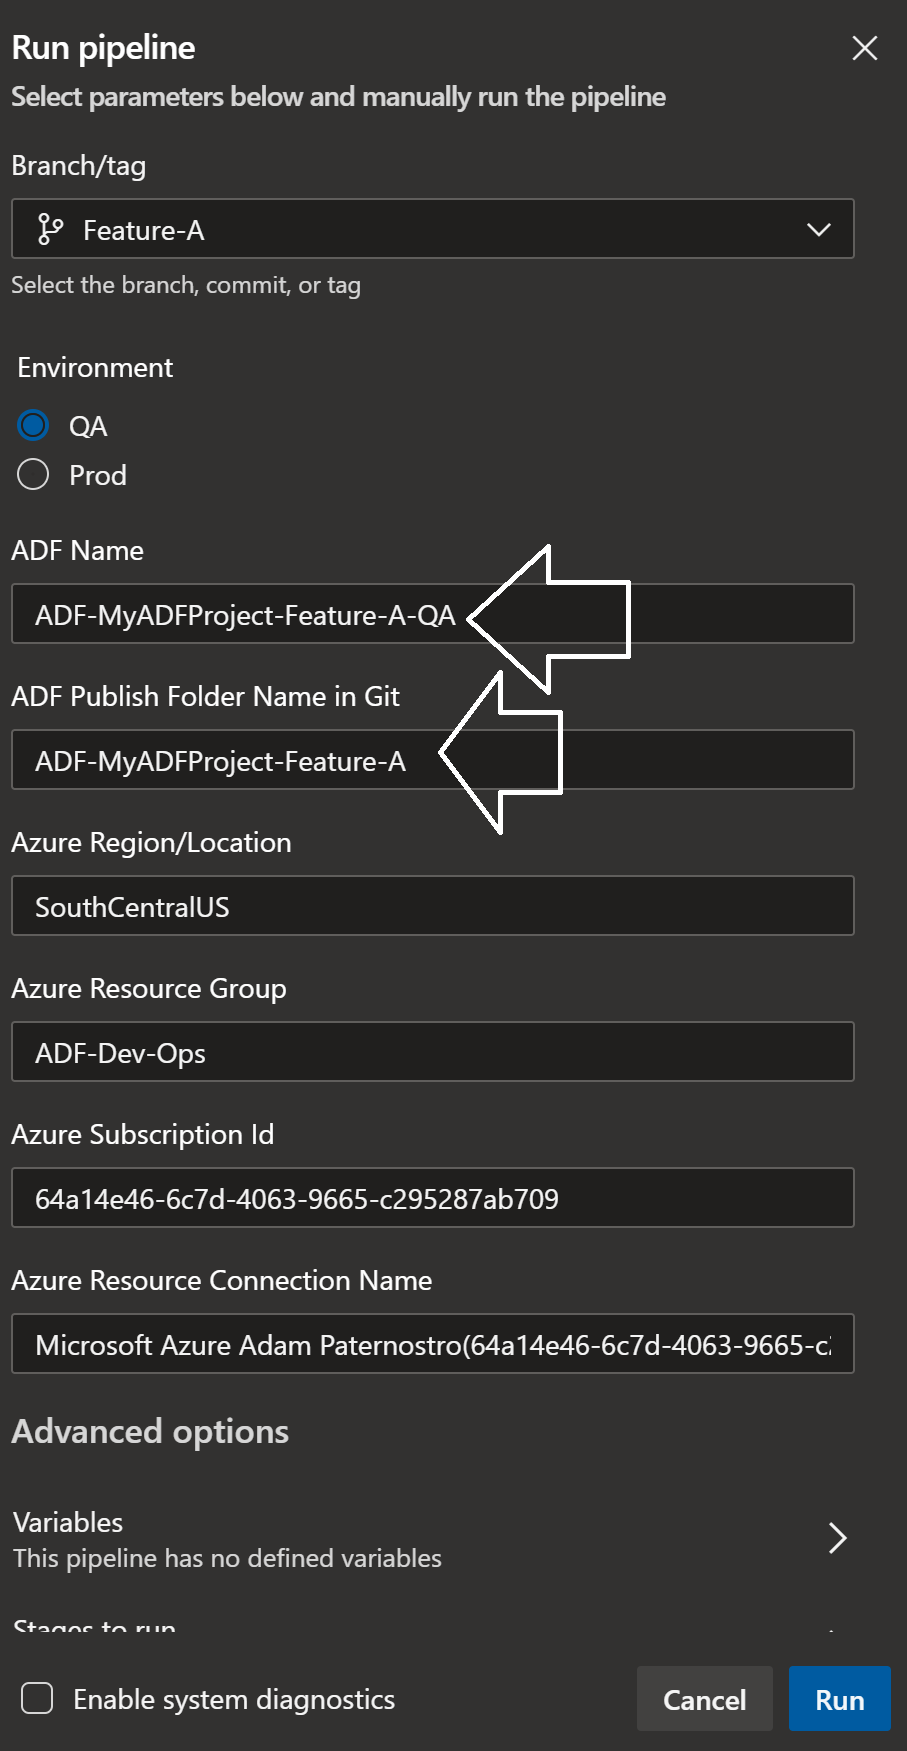 Run pipeline
Select parameters below and manually run the pipeline
Branch/tag
Feature-A
Select the branch, commit, or tag
Environment
QA
Prod
ADF Name
ADF-MyADFProject-Feature-A-QA
ADF Publish Folder Name in Git
ADF-MyADFProject-Feature-A
Azure Region/Location
SouthCentralUS
Azure Resource Group
ADF-Dev-Ops
Azure Subscription Id
64a14e46-6c7d-4063-9665-c295287ab709
Azure Resource Connection Name
Microsoft Azure Adam Paternostro(64a14e46-6c7d-4063-9665-c2
Advanced options
Variables
This pipeline has no defined variables
Stages to run
Enable system diagnostics
Cancel
Run